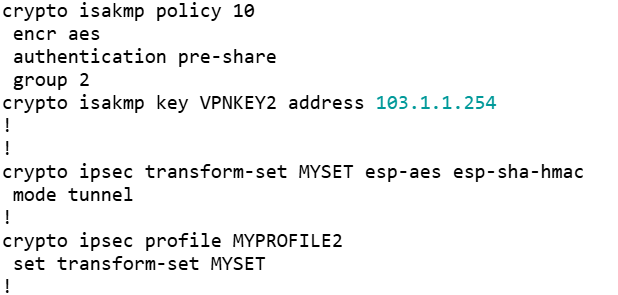 crypto isakmp policy 10
 encr aes
 authentication pre-share
 group 2
crypto isakmp key VPNKEY2 address 103.1.1.254
!
!
crypto ipsec transform-set MYSET esp-aes esp-sha-hmac
 mode tunnel
!
crypto ipsec profile MYPROFILE2
 set transform-set MYSET
!